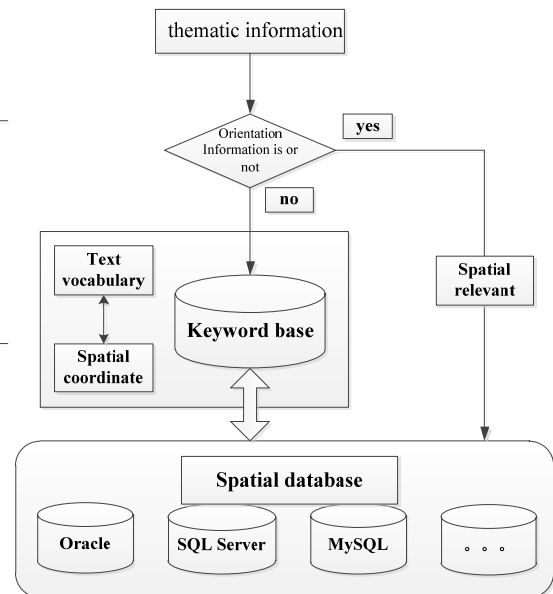 thematic information
Orientation
Information is or
not
yes
no
Text
vocabulary
Spatial
coordinate
Keyword base
Spatial
relevant
Spatial database
Oracle
SQL Server
MySQL
。。。